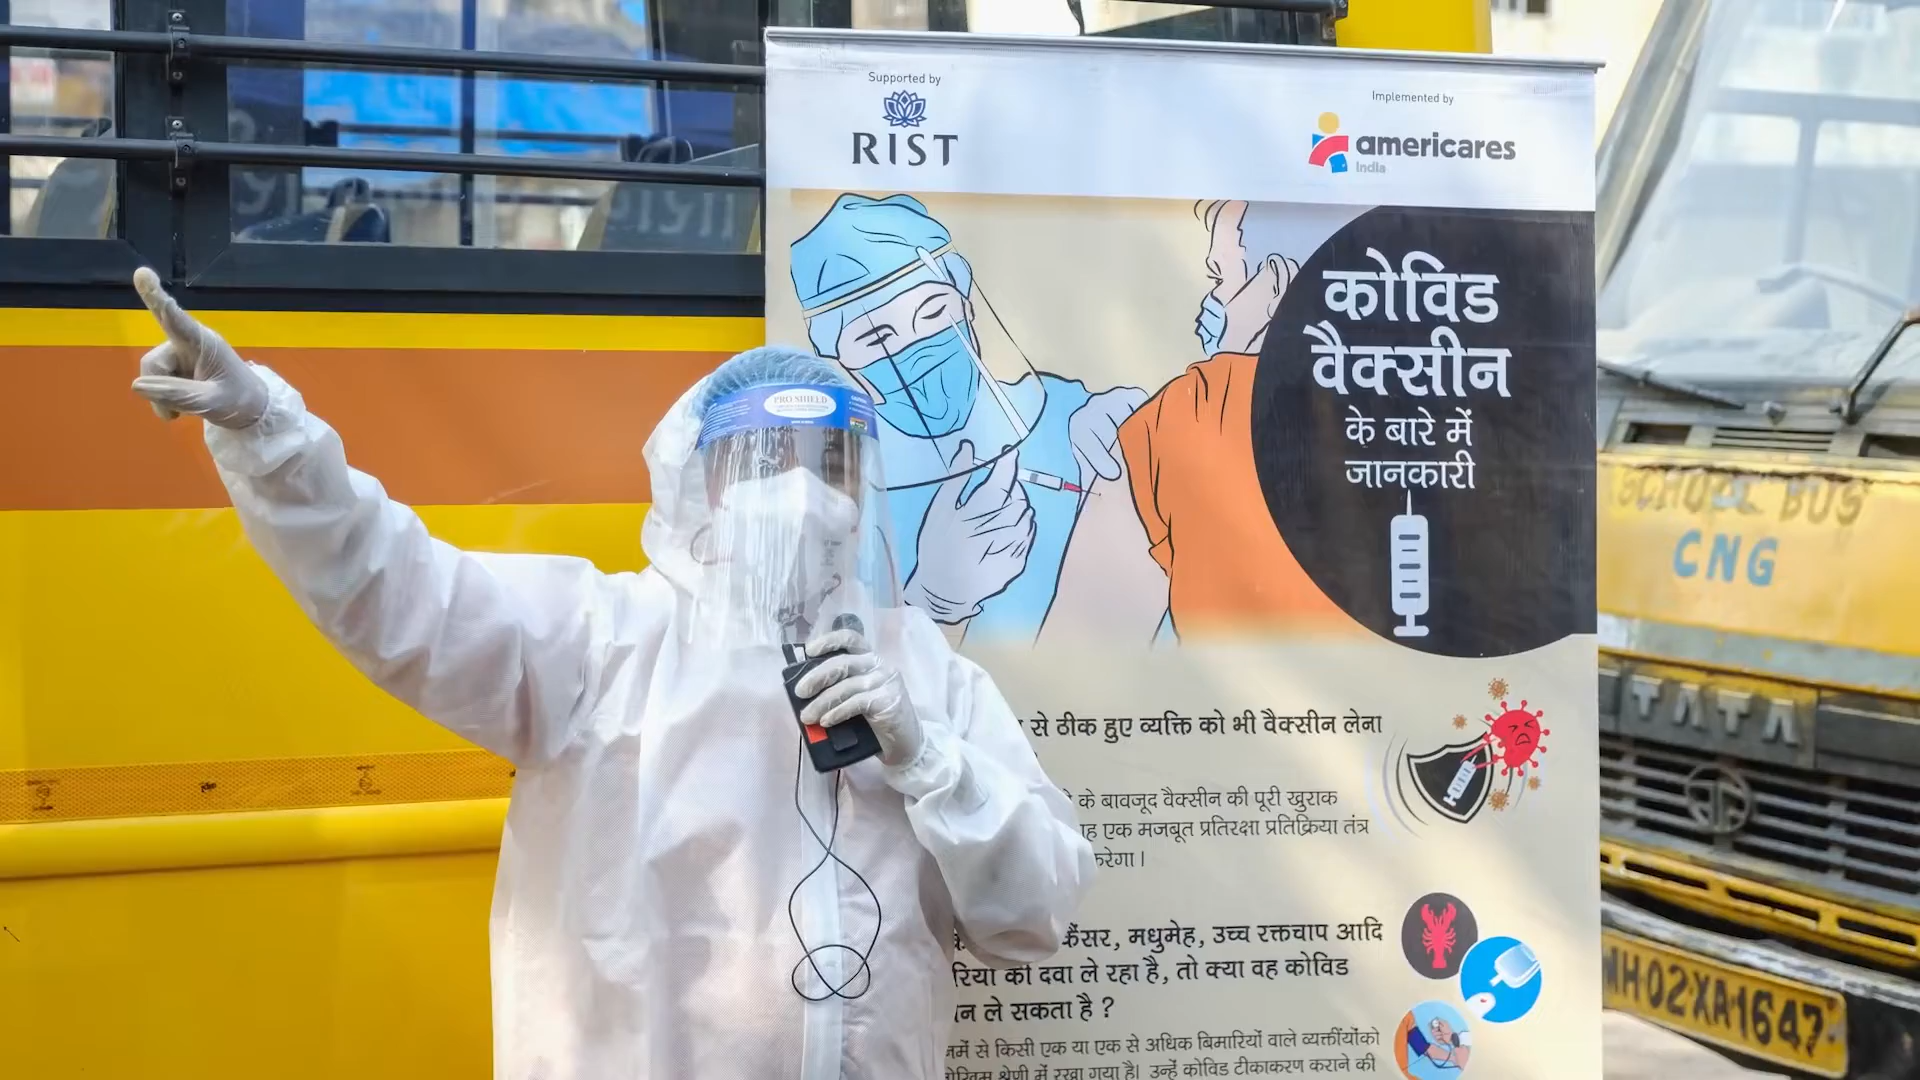 Supported by
RIST
Implemented by
americares
India
कोविड
वैक्सीन
के बारे में
जानकारी
PRO SHIELD
से ठीक हुए व्यक्ति को भी वैक्सीन लेना
के बावजूद वैक्सीन की पूरी खुराक
एक मजबूत प्रतिरक्षा प्रतिक्रिया तंत्र
करेगा।
कैंसर, मधुमेह, उच्च रक्तचाप आदि
की दवा ले रहा है, तो क्या वह कोविड
ले सकता है ?
से किसी एक या एक से अधिक बिमारियों वाले व्यक्तींयोंको
श्रेणी में रखा गया है। उन्हें कोविड टीकाकरण कराने की
SCHOOL BUS
CNG
TATA
MH02XA1647